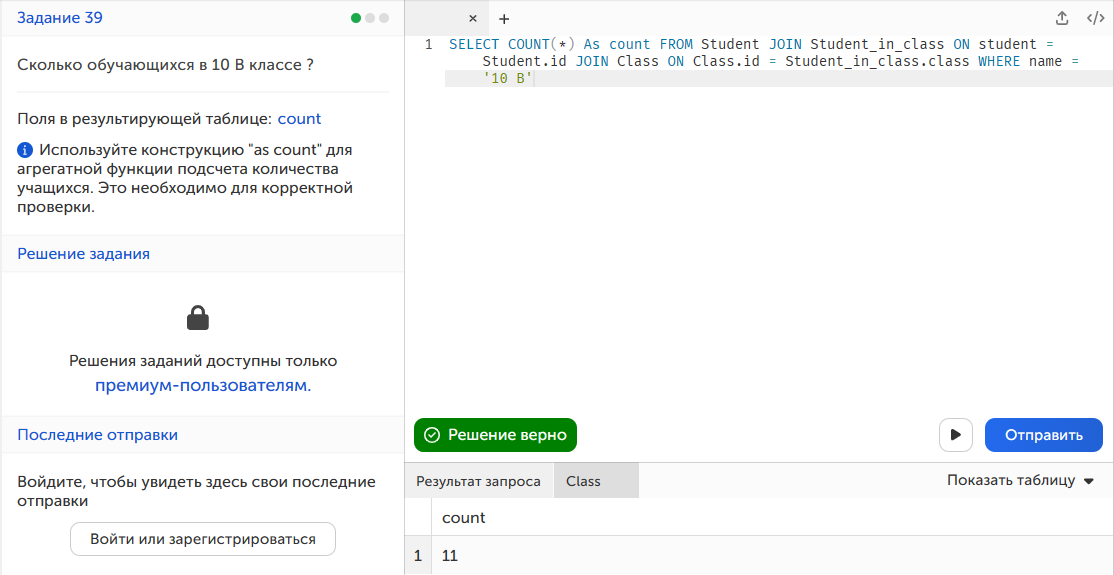 Задание 39
Сколько обучающихся в 10 B классе ?
Поля в результирующей таблице: count
Используйте конструкцию "as count" для
агрегатной функции подсчета количества
учащихся. Это необходимо для корректной
проверки.
Решение задания
Решения заданий доступны только
премиум-пользователям.
Последние отправки
Войдите, чтобы увидеть здесь свои последние
отправки
Войти или зарегистрироваться
× +
</>
1 SELECT COUNT(*) As count FROM Student JOIN Student_in_class ON student =
Student.id JOIN Class ON Class.id = Student_in_class.class WHERE name =
'10 B'
Решение верно
Отправить
Результат запроса Class Показать таблицу
count
1 11